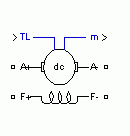 TL m
A+ dc A-
F+ F-